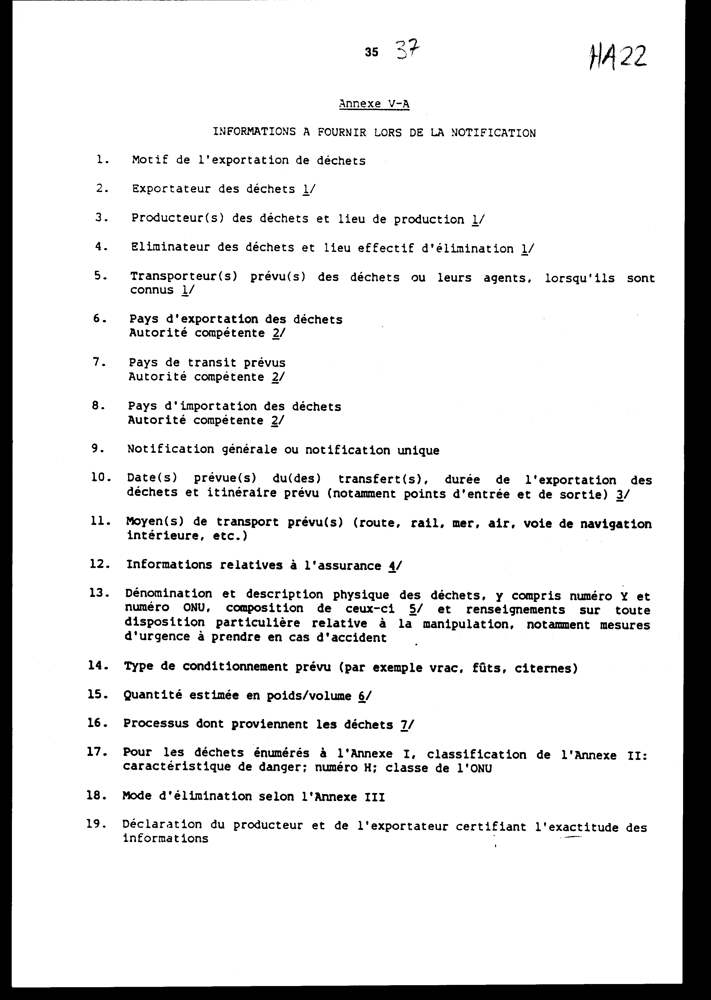 35 37 HA22
Annexe V-A
INFORMATIONS A FOURNIR LORS DE LA NOTIFICATION
1. Motif de l'exportation de déchets
2. Exportateur des déchets 1/
3. Producteur(s) des déchets et lieu de production 1/
4. Eliminateur des déchets et lieu effectif d'élimination 1/
5. Transporteur(s) prévu(s) des déchets ou leurs agents, lorsqu'ils sont
connus 1/
6. Pays d'exportation des déchets
Autorité compétente 2/
7. Pays de transit prévus
Autorité compétente 2/
8. Pays d'importation des déchets
Autorité compétente 2/
9. Notification générale ou notification unique
10. Date(s) prévue(s) du(des) transfert(s), durée de l'exportation des
déchets et itinéraire prévu (notamment points d'entrée et de sortie) 3/
11. Moyen(s) de transport prévu(s) (route, rail, mer, air, voie de navigation
intérieure, etc.)
12. Informations relatives à l'assurance 4/
13. Dénomination et description physique des déchets, y compris numéro Y et
numéro ONU, composition de ceux-ci 5/ et renseignements sur toute
disposition particulière relative à la manipulation, notamment mesures
d'urgence à prendre en cas d'accident
14. Type de conditionnement prévu (par exemple vrac, fûts, citernes)
15. Quantité estimée en poids/volume 6/
16. Processus dont proviennent les déchets 7/
17. Pour les déchets énumérés à l'Annexe I, classification de l'Annexe II:
caractéristique de danger; numéro H; classe de l'ONU
18. Mode d'élimination selon l'Annexe III
19. Déclaration du producteur et de l'exportateur certifiant l'exactitude des
informations